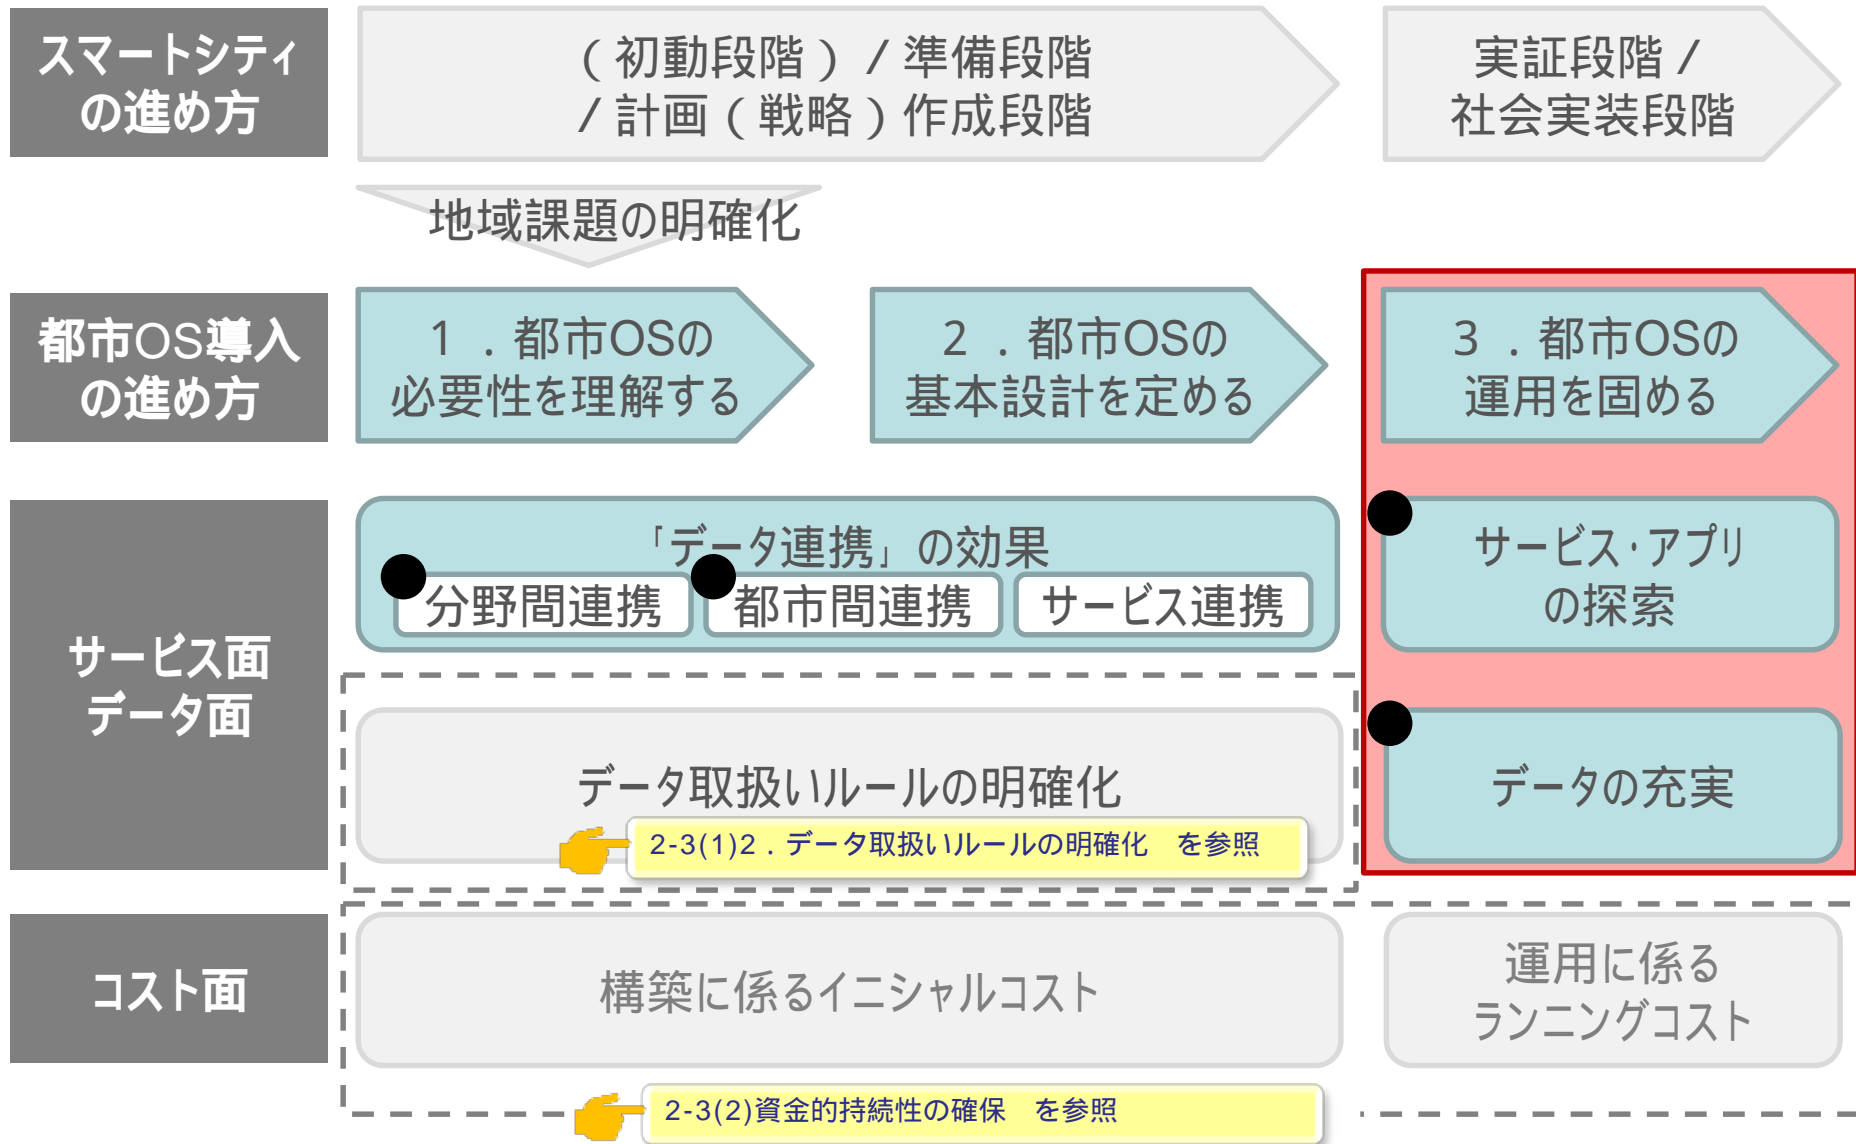 スマートシティ
の進め方
（初動段階）/準備段階
/計画（戦略）作成段階
実証段階/
社会実装段階
地域課題の明確化
都市OS導入
の進め方
1．都市OSの
必要性を理解する
2．都市OSの
基本設計を定める
3．都市OSの
運用を固める
サービス面
データ面
「データ連携」の効果
分野間連携
都市間連携
サービス連携
サービス・アプリ
の探索
データ取扱いルールの明確化
2-3(1)2．データ取扱いルールの明確化　を参照
データの充実
コスト面
構築に係るイニシャルコスト
運用に係る
ランニングコスト
2-3(2)資金的持続性の確保　を参照